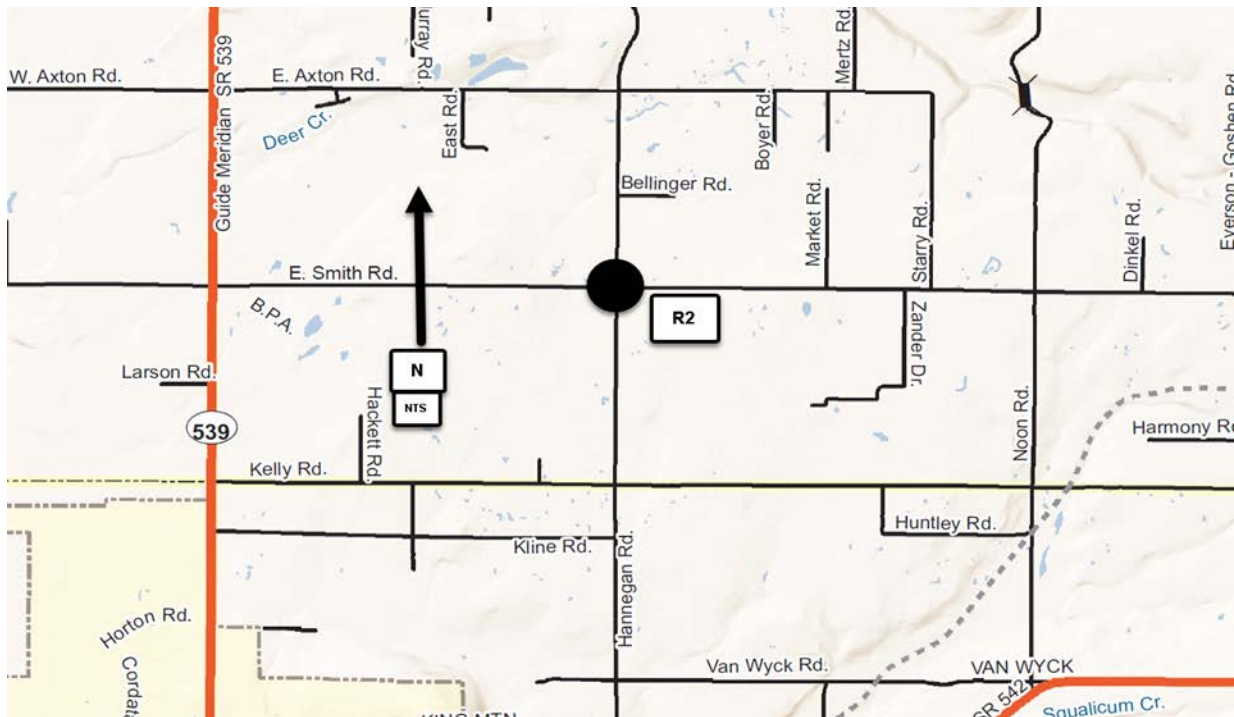 urray Rd.
Mertz Rd.
W. Axton Rd.
Guide Meridian SR 539
E. Axton Rd.
Deer Cr.
East Rd.
Boyer Rd.
Everson - Goshen Rd
Bellinger Rd.
Market Rd.
Starry Rd.
Dinkel Rd.
E. Smith Rd.
B.P.A.
R2
Zander Dr.
Larson Rd.
N
NTS
Hackett Rd.
539
Noon Rd.
Harmony Rd
Kelly Rd.
Huntley Rd.
Kline Rd.
Hannegan Rd.
Horton Rd.
Cordata
Van Wyck Rd.
VAN WYCK
SR 542
Squalicum Cr.
KING MTN